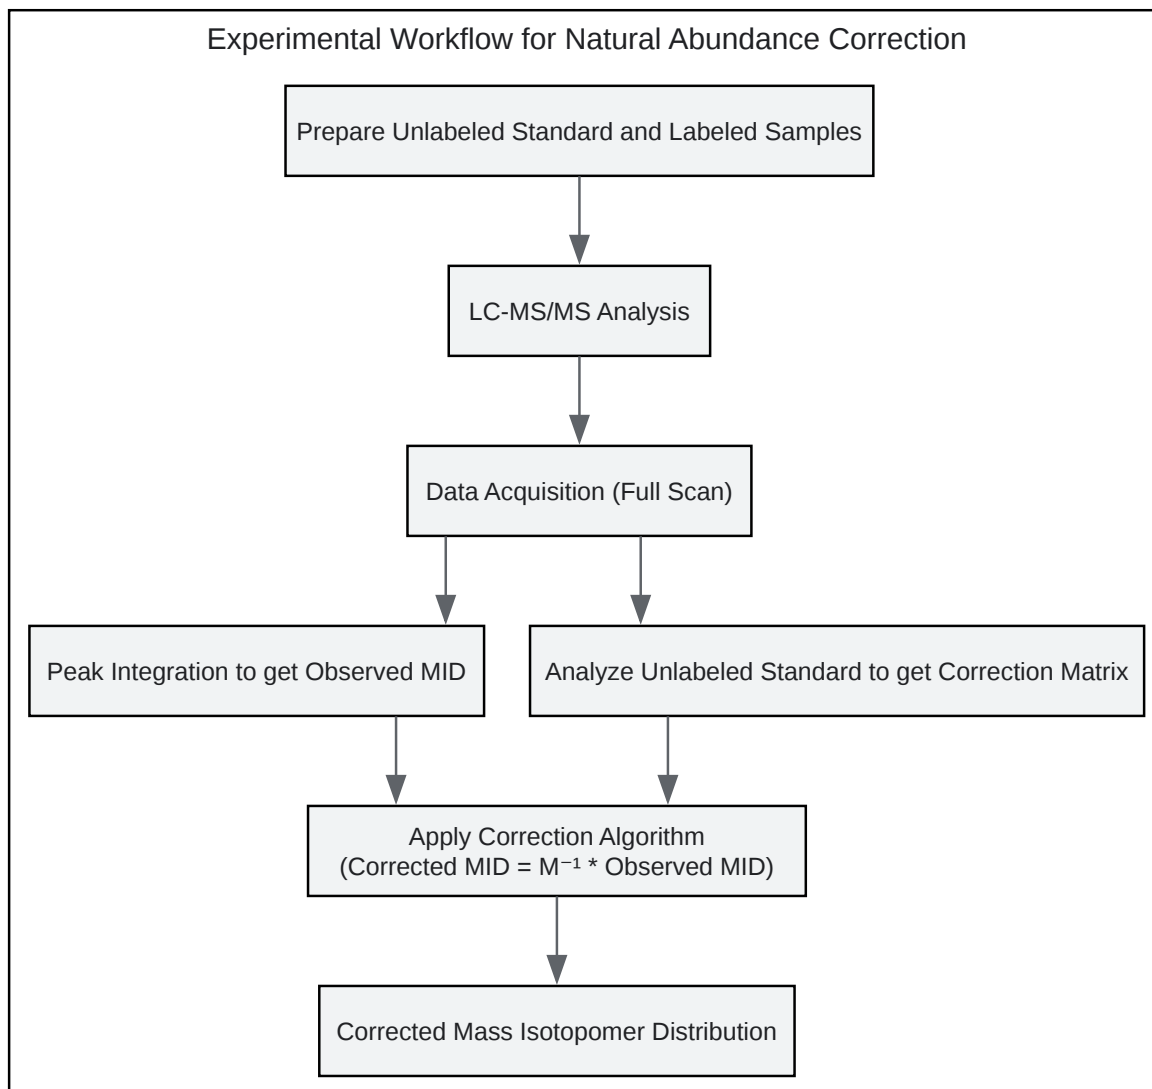 Experimental Workflow for Natural Abundance Correction
Prepare Unlabeled Standard and Labeled Samples
LC-MS/MS Analysis
Data Acquisition (Full Scan)
Peak Integration to get Observed MID
Analyze Unlabeled Standard to get Correction Matrix
Apply Correction Algorithm
(Corrected MID = M⁻¹ * Observed MID)
Corrected Mass Isotopomer Distribution